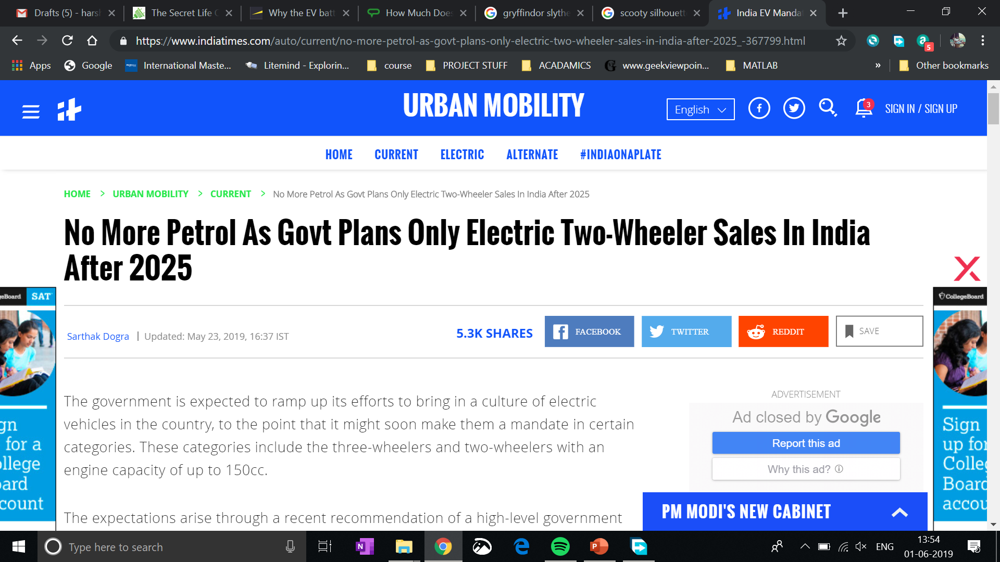 Drafts (5) - harsh
The Secret Life O
Why the EV batt
How Much Does
gryffindor slythe
scooty silhouett
India EV Mandat
https://www.indiatimes.com/auto/current/no-more-petrol-as-govt-plans-only-electric-two-wheeler-sales-in-india-after-2025_-367799.html
5
Apps
Google
International Maste...
Litemind - Explorin...
course
PROJECT STUFF
ACADAMICS
www.geekviewpoin...
MATLAB
»
Other bookmarks
URBAN MOBILITY
English
3
SIGN IN / SIGN UP
HOME CURRENT ELECTRIC ALTERNATE #INDIAONAPLATE
HOME > URBAN MOBILITY > CURRENT > No More Petrol As Govt Plans Only Electric Two-Wheeler Sales In India After 2025
No More Petrol As Govt Plans Only Electric Two-Wheeler Sales In India
After 2025
Sarthak Dogra | Updated: May 23, 2019, 16:37 IST
5.3K SHARES
FACEBOOK
TWITTER
REDDIT
SAVE
The government is expected to ramp up its efforts to bring in a culture of electric
vehicles in the country, to the point that it might soon make them a mandate in certain
categories. These categories include the three-wheelers and two-wheelers with an
engine capacity of up to 150cc.
The expectations arise through a recent recommendation of a high-level government
ADVERTISEMENT
Ad closed by Google
Report this ad
Why this ad?
PM MODI'S NEW CABINET
geBoard SAT
gn
for a
ollege
ard
count
CollegeBoard
Sign
up for
Colleg
Board
accou
Type here to search
ENG
13:54
01-06-2019